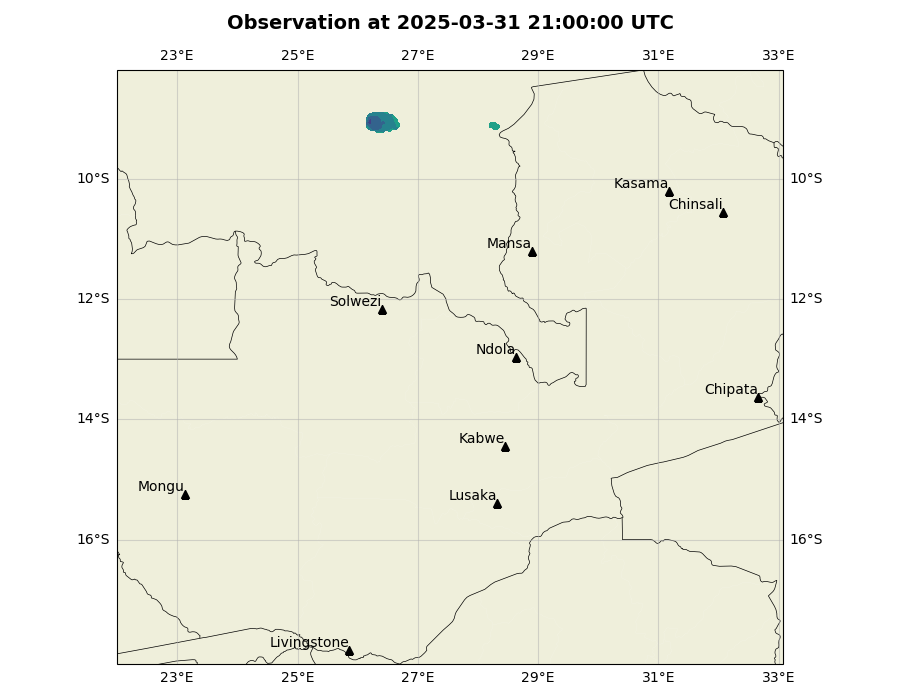 Observation at 2025-03-31 21:00:00 UTC
23°E 25°E 27°E 29°E 31°E 33°E
10°S 10°S
Kasama
Chinsali
Mansa
12°S 12°S
Solwezi
Ndola
Chipata
14°S 14°S
Kabwe
Mongu
Lusaka
16°S 16°S
Livingstone
23°E 25°E 27°E 29°E 31°E 33°E